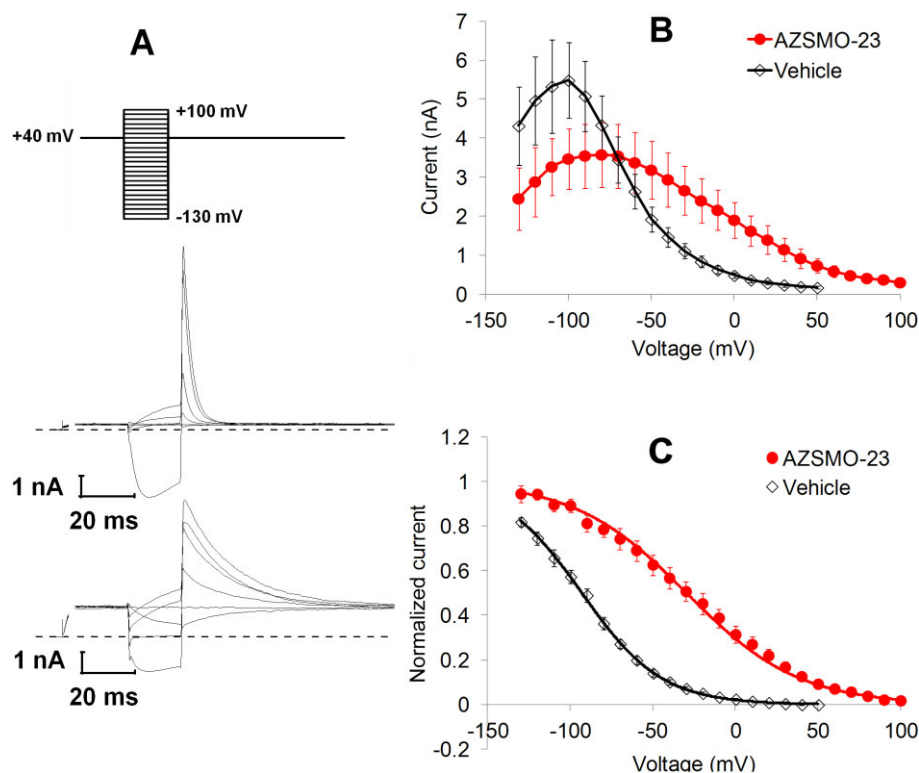 A
+100 mV
+40 mV
-130 mV
1 nA
20 ms
1 nA
20 ms
B
AZSMO-23
Vehicle
Current (nA)
7
6
5
4
3
2
1
0
-150
-100
-50
0
50
100
Voltage (mV)
C
AZSMO-23
Vehicle
Normalized current
1.2
1
0.8
0.6
0.4
0.2
0
-0.2
-150
-100
-50
0
50
100
Voltage (mV)